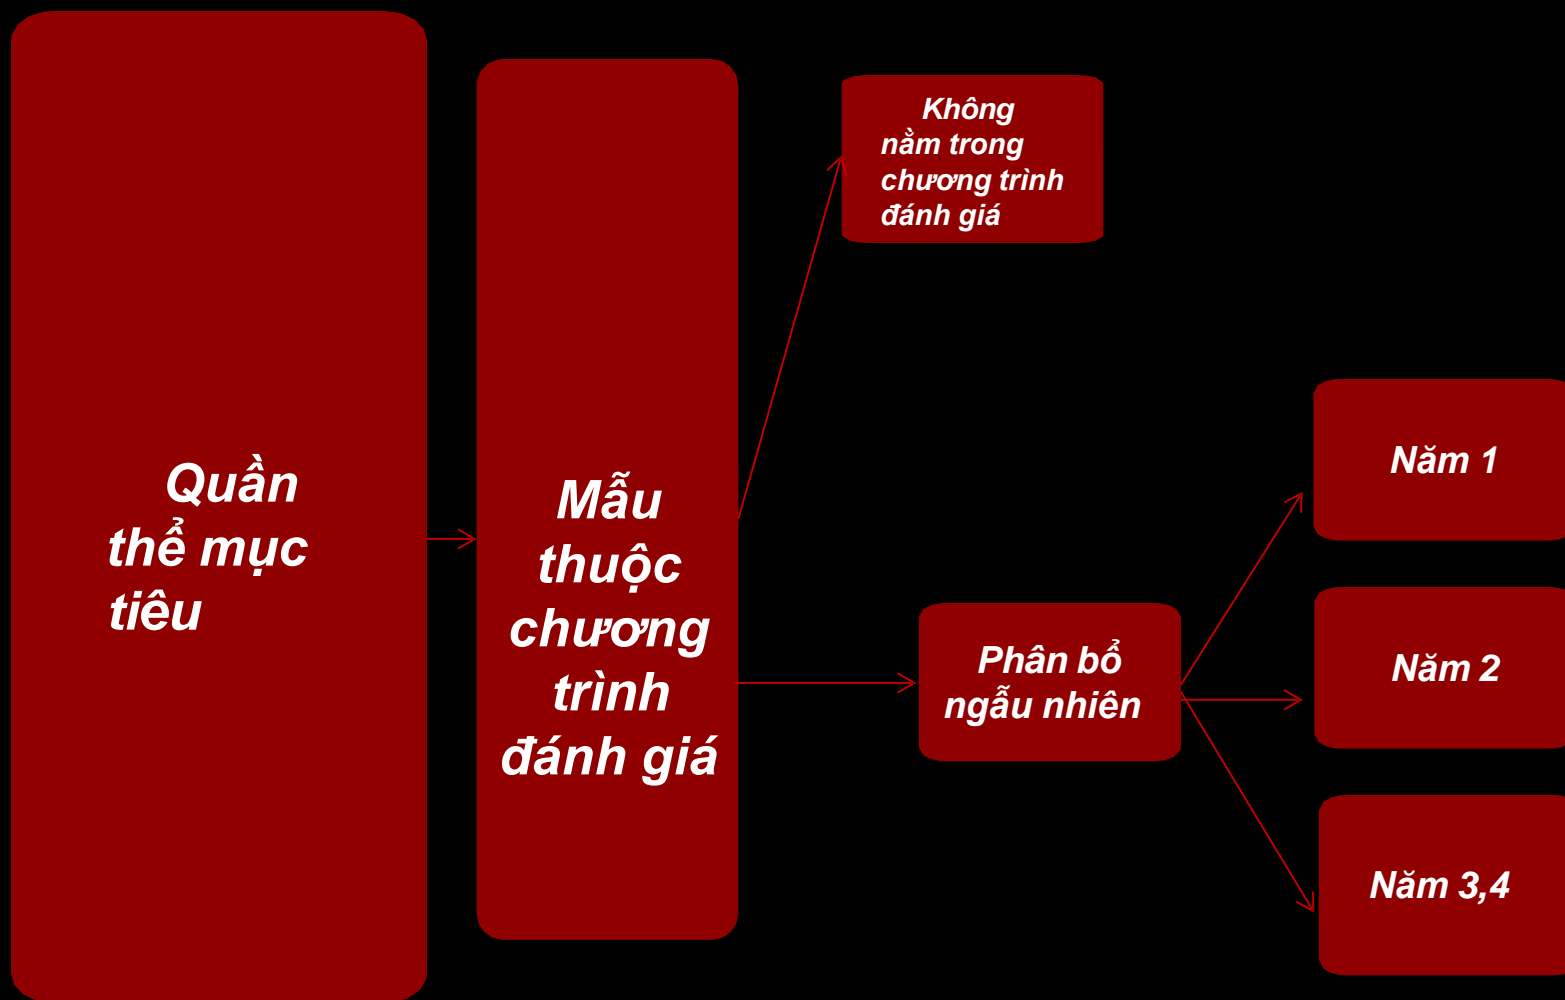 Quần
thể mục
tiêu
Mẫu
thuộc
chương
trình
đánh giá
Không
nằm trong
chương trình
đánh giá
Phân bổ
ngẫu nhiên
Năm 1
Năm 2
Năm 3,4